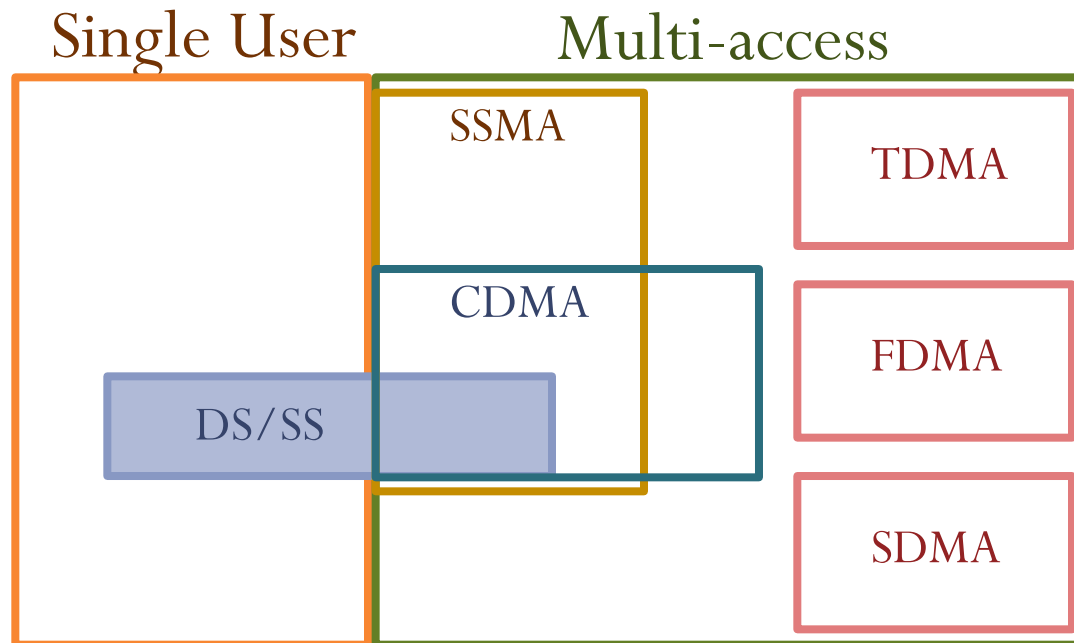 Single User
Multi-access
SSMA
TDMA
CDMA
FDMA
DS/SS
SDMA